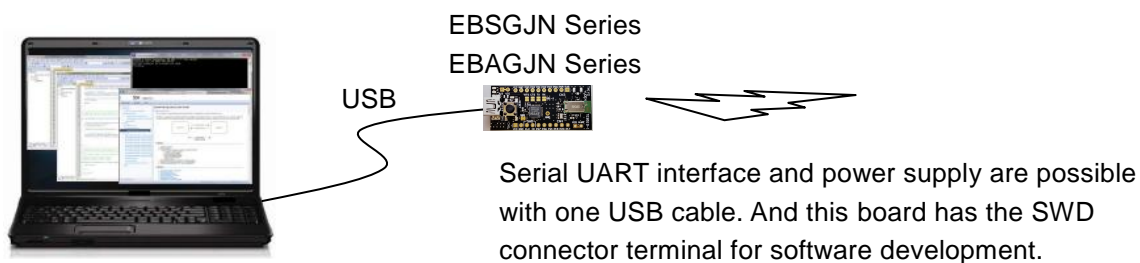 EBSGJN Series
EBAGJN Series
USB
Serial UART interface and power supply are possible
with one USB cable. And this board has the SWD
connector terminal for software development.